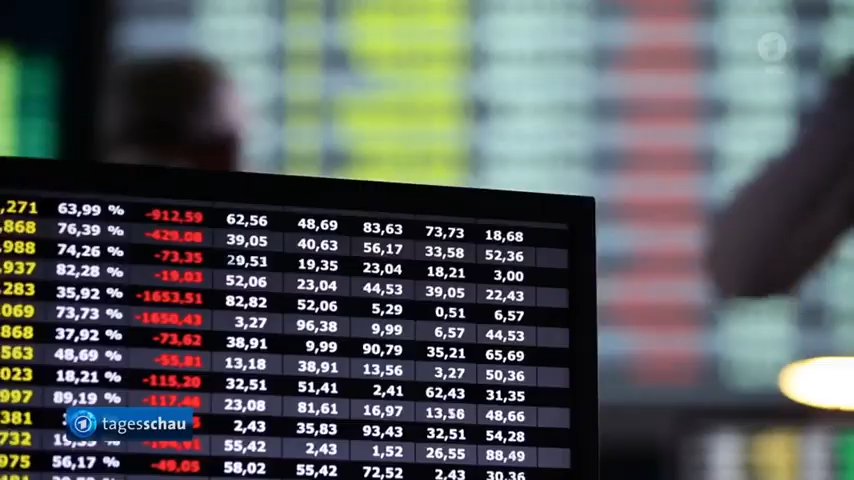 ,271 63,99 % -912,59 62,56 48,69 83,63 73,73 18,68
,868 76,39 % -429,08 39,05 40,63 56,17 33,58 52,36
,988 74,26 % -73,35 29,51 19,35 23,04 18,21 3,00
,937 82,28 % -19,03 52,06 23,04 44,53 39,05 22,43
,283 35,92 % -1653,51 82,82 52,06 5,29 0,51 6,57
,069 73,73 % -1650,43 3,27 96,38 9,99 6,57 44,53
,868 37,92 % -73,62 38,91 9,99 90,79 35,21 65,69
,563 48,69 % -55,81 13,18 38,91 13,56 3,27 50,36
,023 18,21 % -115,20 32,51 51,41 2,41 62,43 31,35
,997 89,19 % -117,46 23,08 81,61 16,97 13,56 48,66
,381 2,43 35,83 93,43 32,51 54,28
tagesschau
,732 55,42 2,43 1,52 26,55 88,49
,975 56,17 % -49,05 58,02 55,42 72,52 2,43 30,36